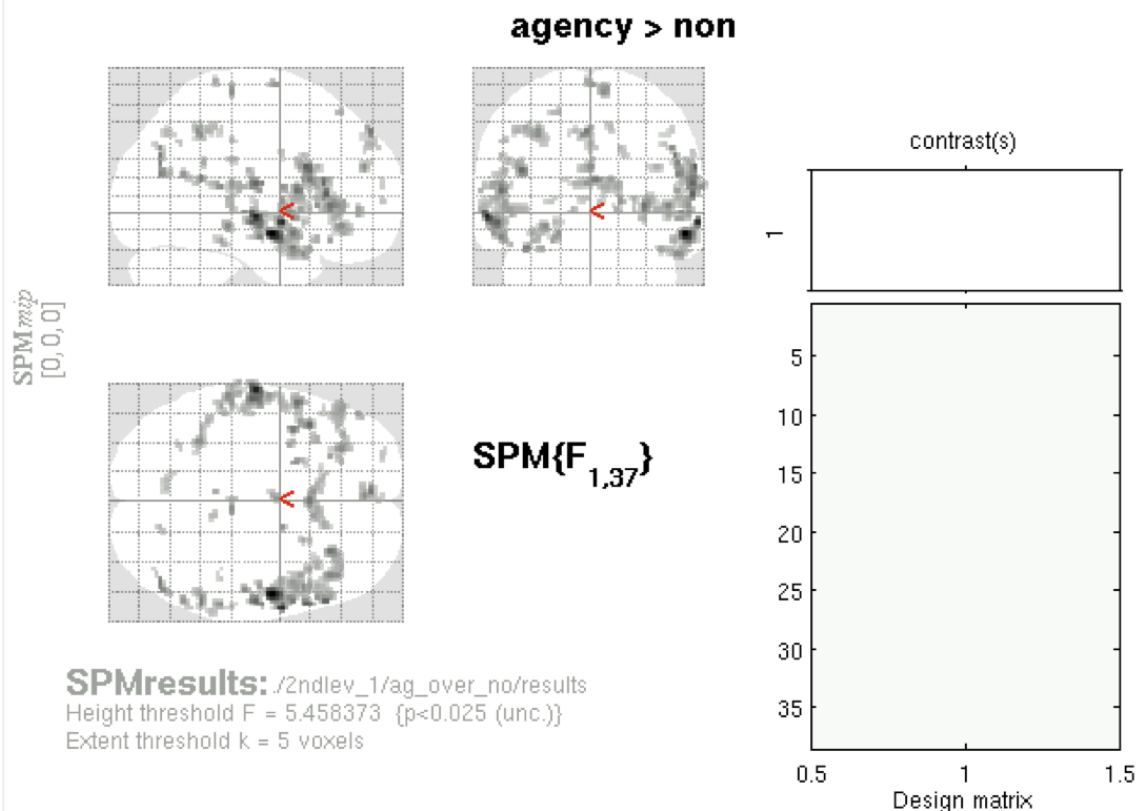 agency > non
contrast(s)
1
SPMmip
[0, 0, 0]
<
<
<
SPM{F1,37}
5
10
15
20
25
30
35
0.5 1 1.5
Design matrix
SPMresults: ./2ndlev_1/ag_over_no/results
Height threshold F = 5.458373 {p<0.025 (unc.)}
Extent threshold k = 5 voxels